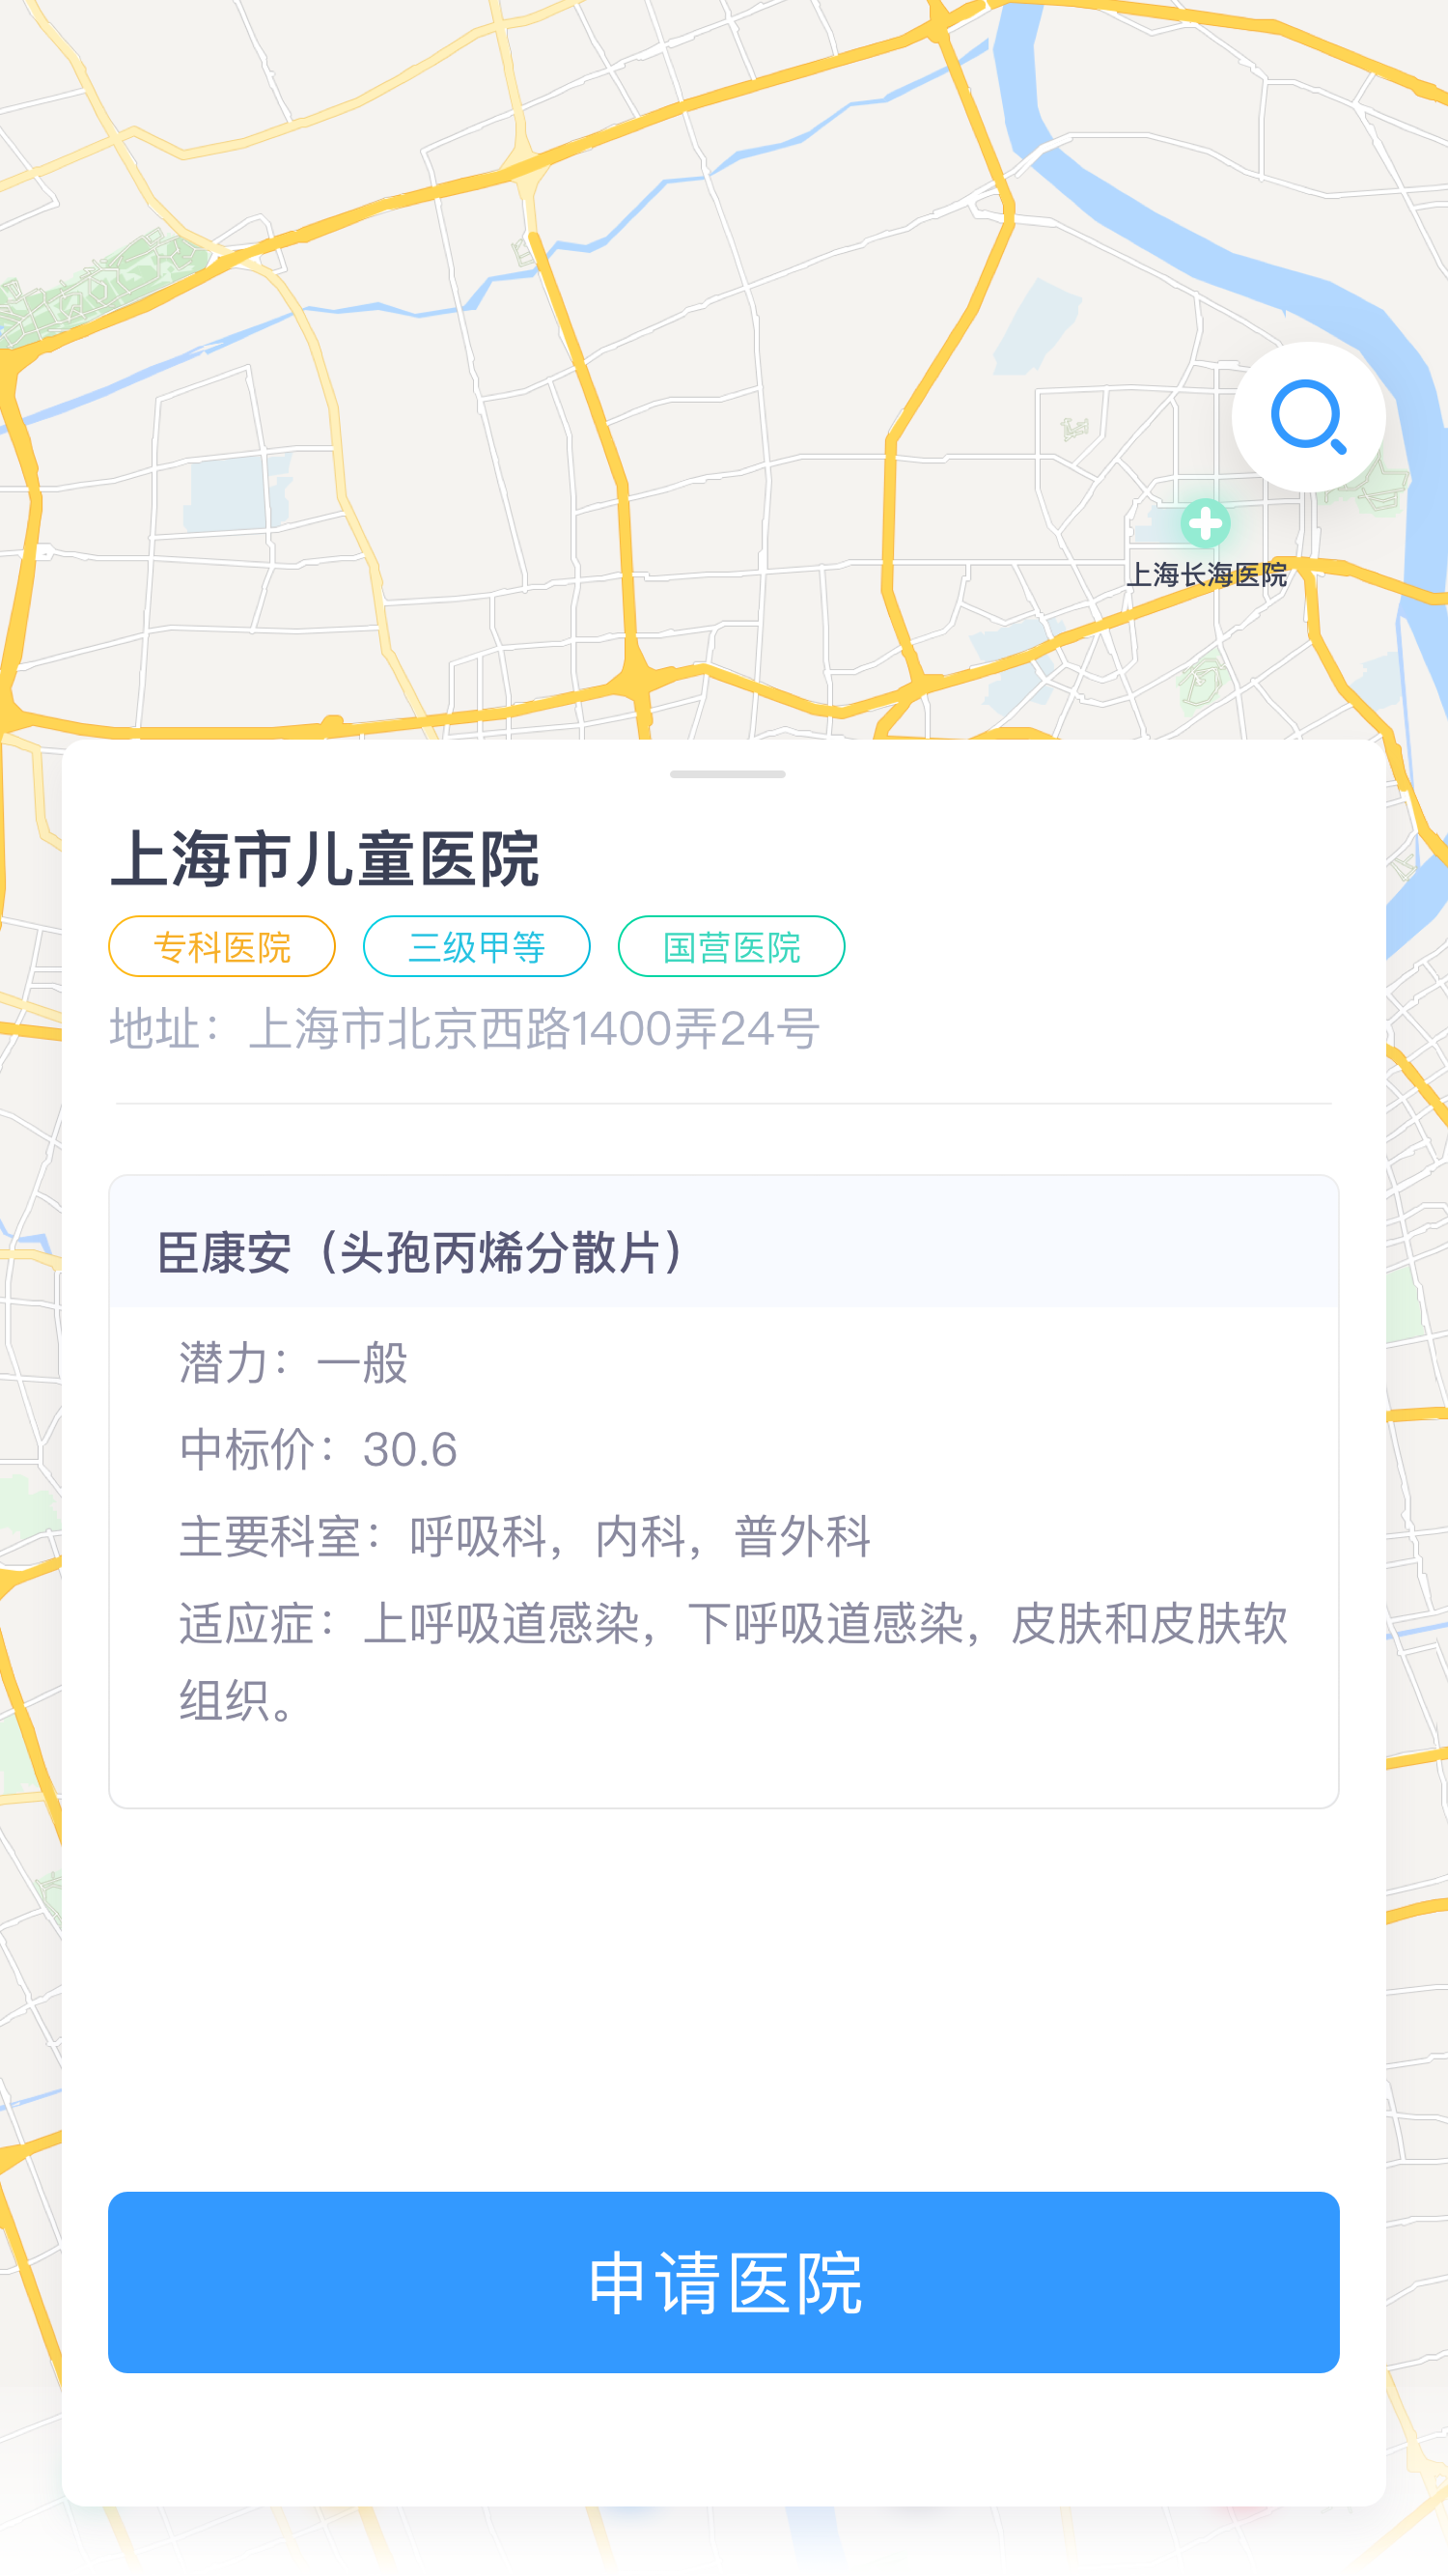 上海长海医院
上海市儿童医院
专科医院 三级甲等 国营医院
地址：上海市北京西路1400弄24号
臣康安（头孢丙烯分散片）
潜力：一般
中标价：30.6
主要科室：呼吸科，内科，普外科
适应症：上呼吸道感染，下呼吸道感染，皮肤和皮肤软
组织。
申请医院